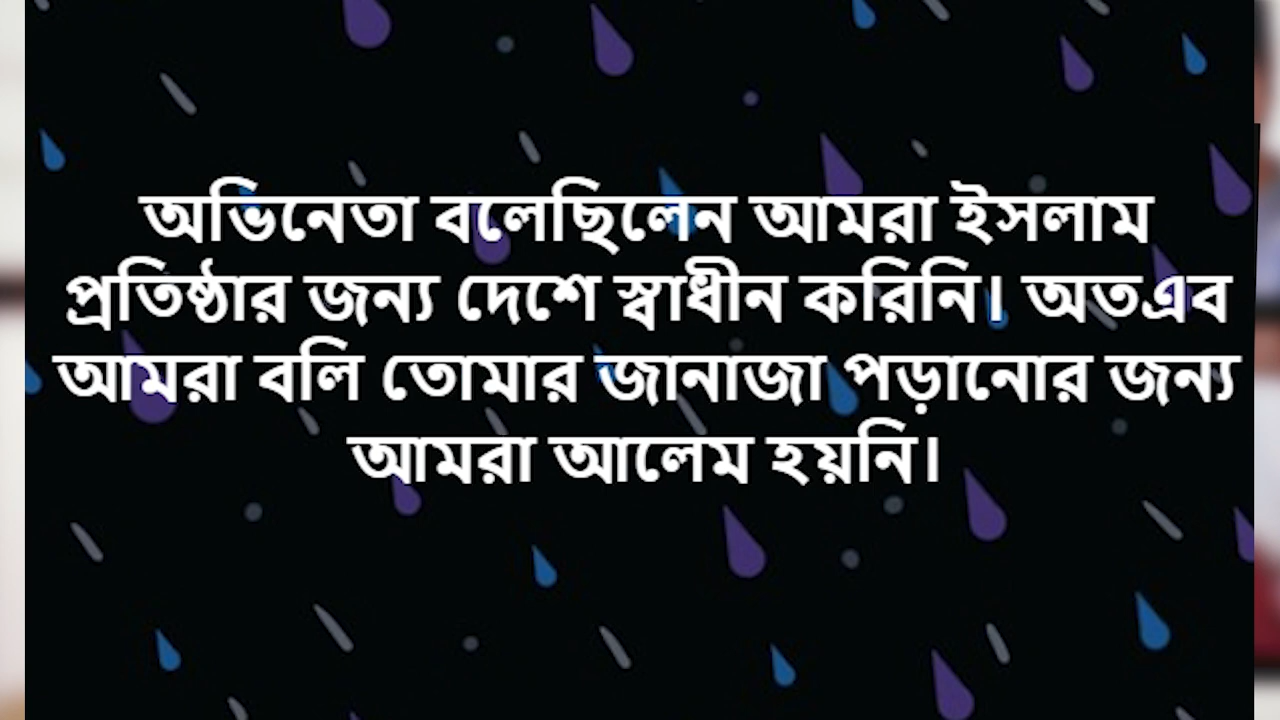 অভিনেতা বলেছিলেন আমরা ইসলাম
প্রতিষ্ঠার জন্য দেশে স্বাধীন করিনি। অতএব
আমরা বলি তোমার জানাজা পড়ানোর জন্য
আমরা আলেম হয়নি।